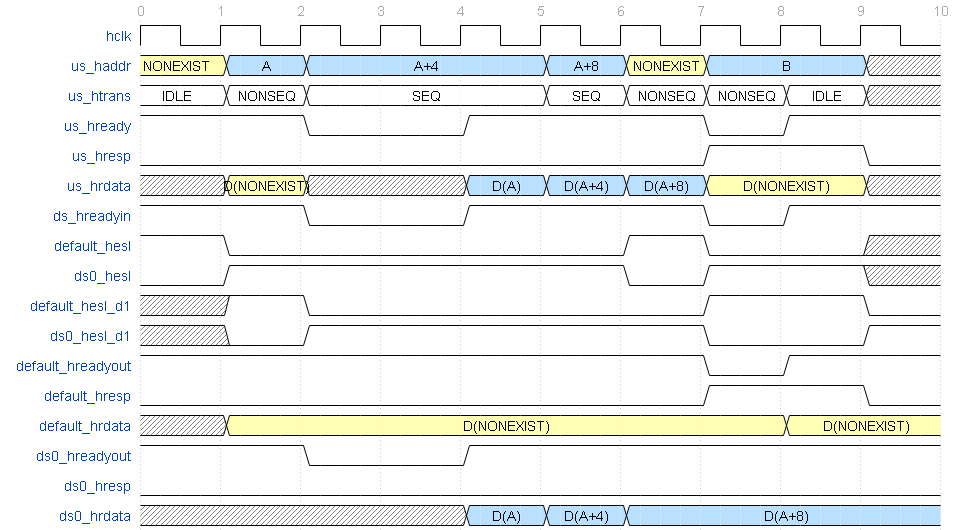 0 1 2 3 4 5 6 7 8 9 10
hclk
us_haddr NONEXIST A A+4 A+8 NONEXIST B
us_htrans IDLE NONSEQ SEQ SEQ NONSEQ NONSEQ IDLE
us_hready
us_hresp
us_hrdata D(NONEXIST) D(A) D(A+4) D(A+8) D(NONEXIST)
ds_hreadyin
default_hesl
ds0_hesl
default_hesl_d1
ds0_hesl_d1
default_hreadyout
default_hresp
default_hrdata D(NONEXIST) D(NONEXIST)
ds0_hreadyout
ds0_hresp
ds0_hrdata D(A) D(A+4) D(A+8)